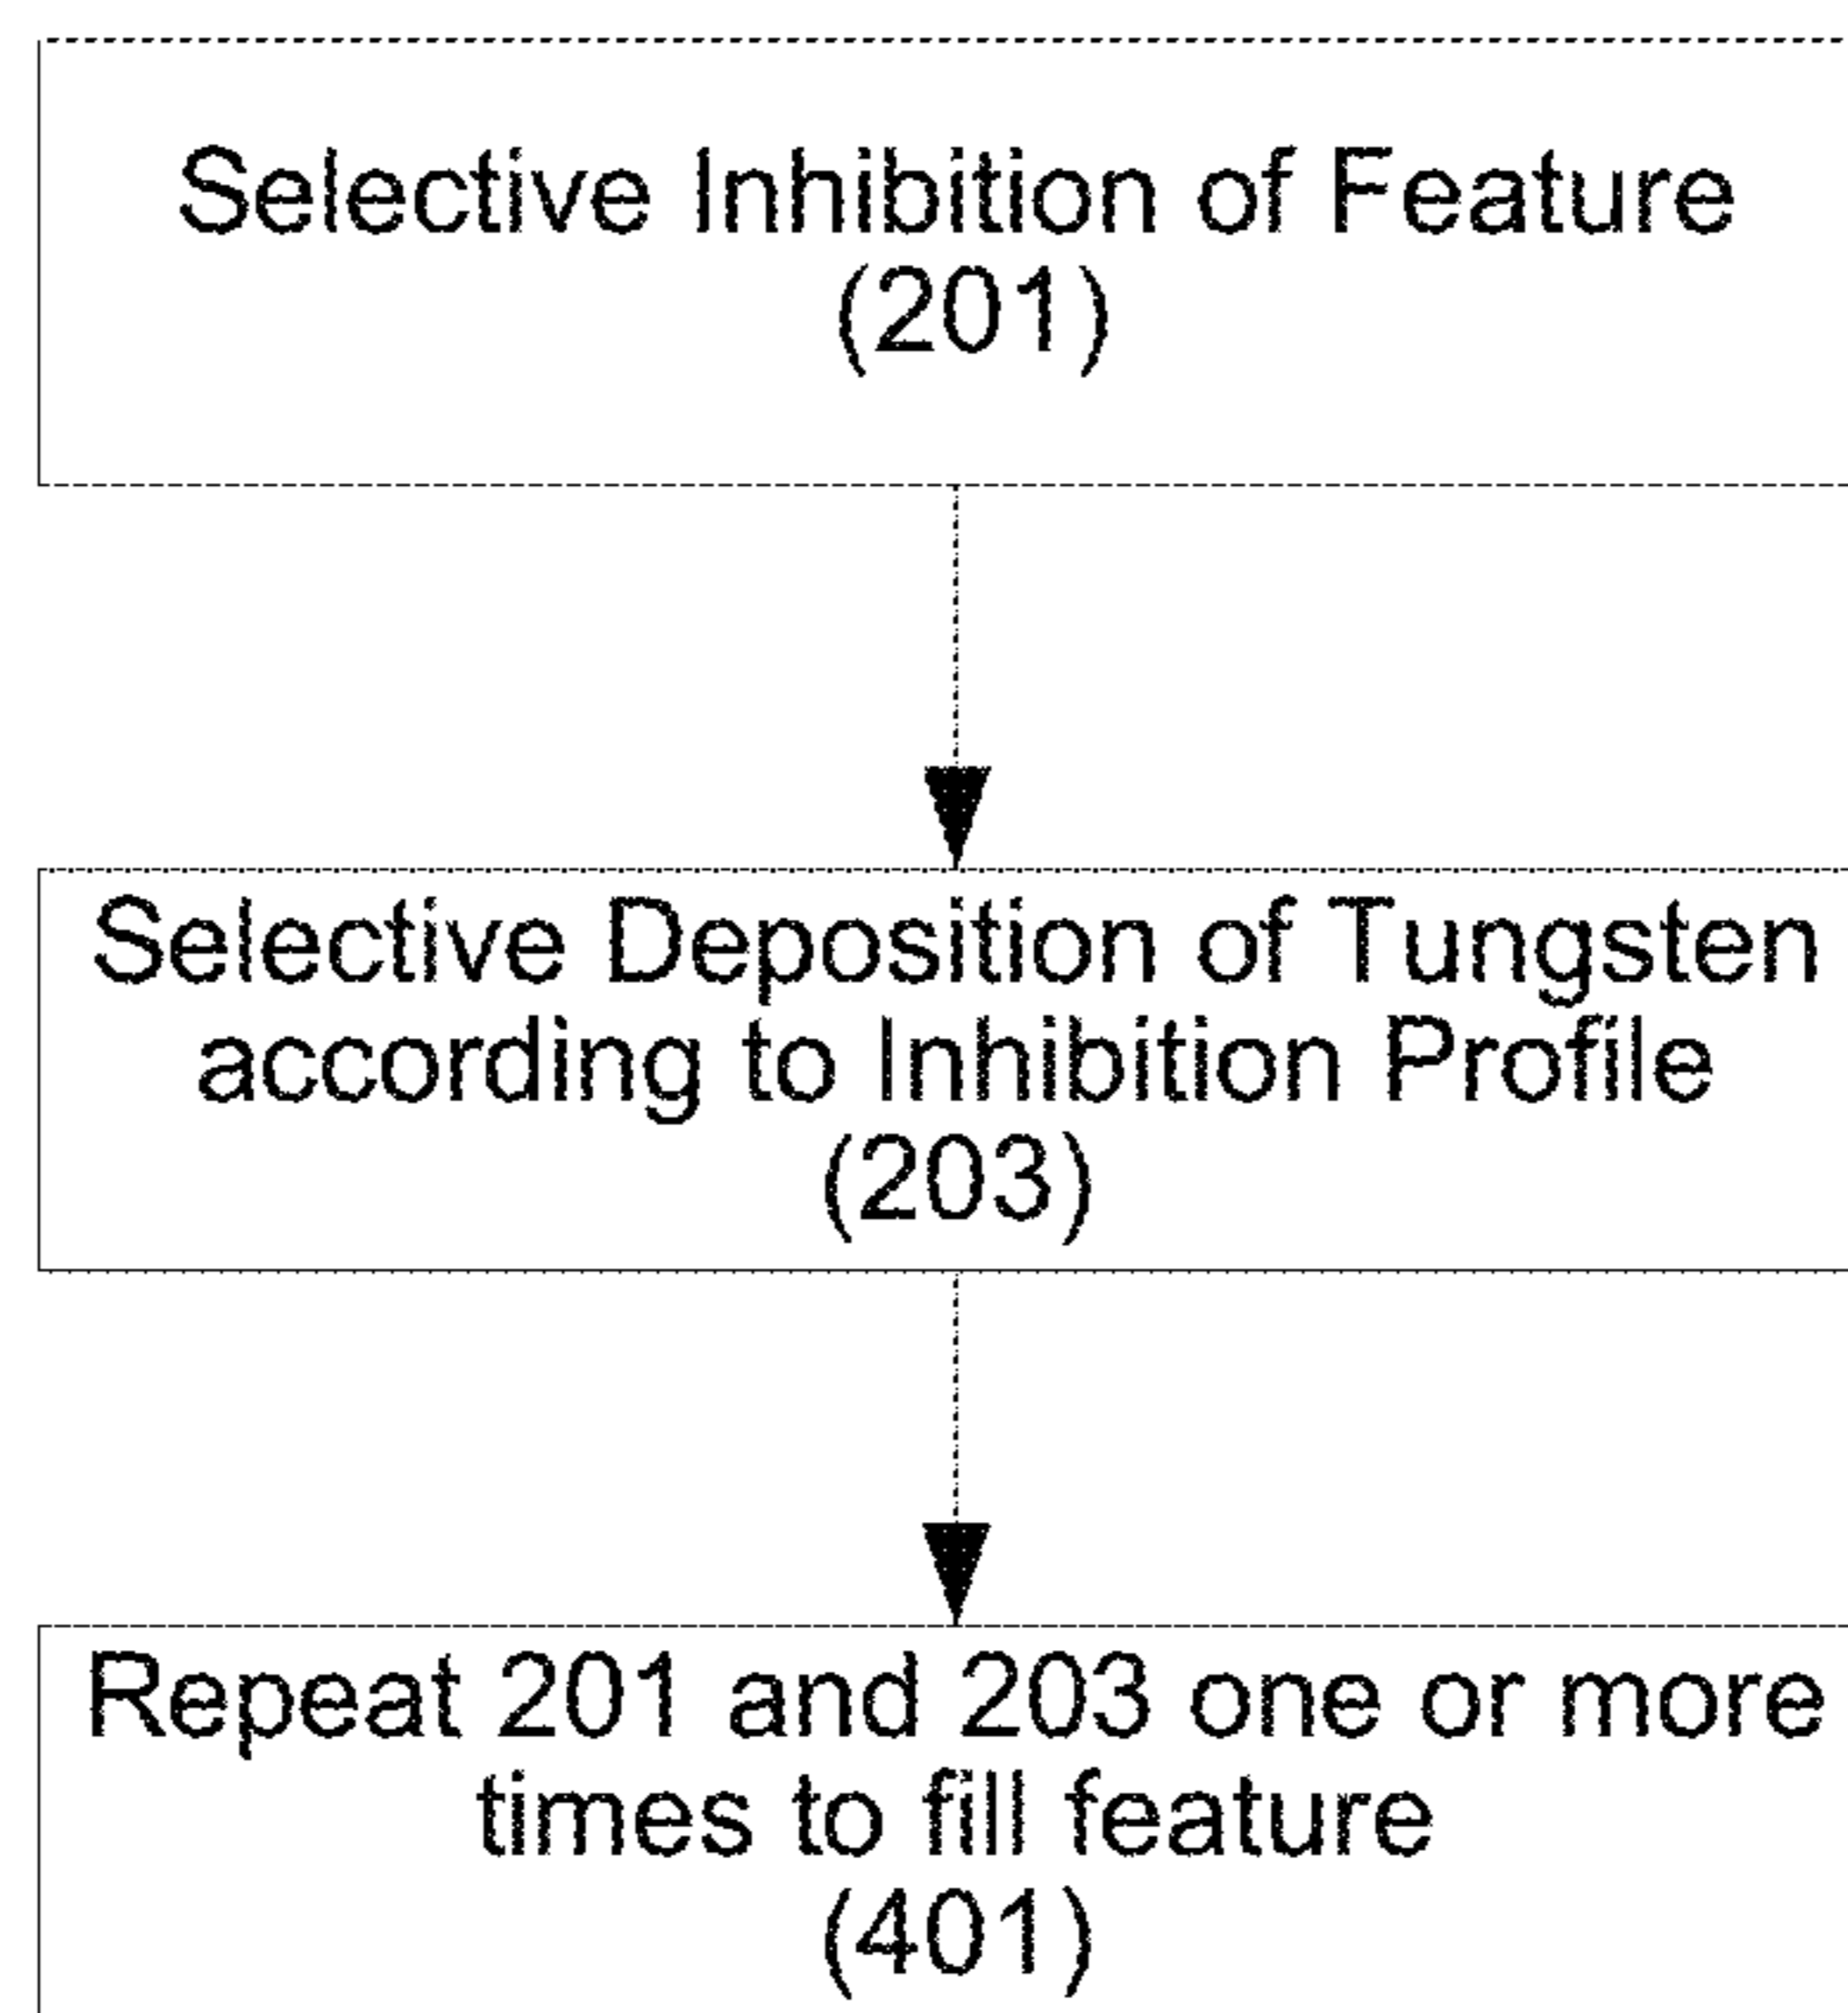 Selective Inhibition of Feature
(201)
Selective Deposition of Tungsten
according to Inhibition Profile
(203)
Repeat 201 and 203 one or more
times to fill feature
(401)